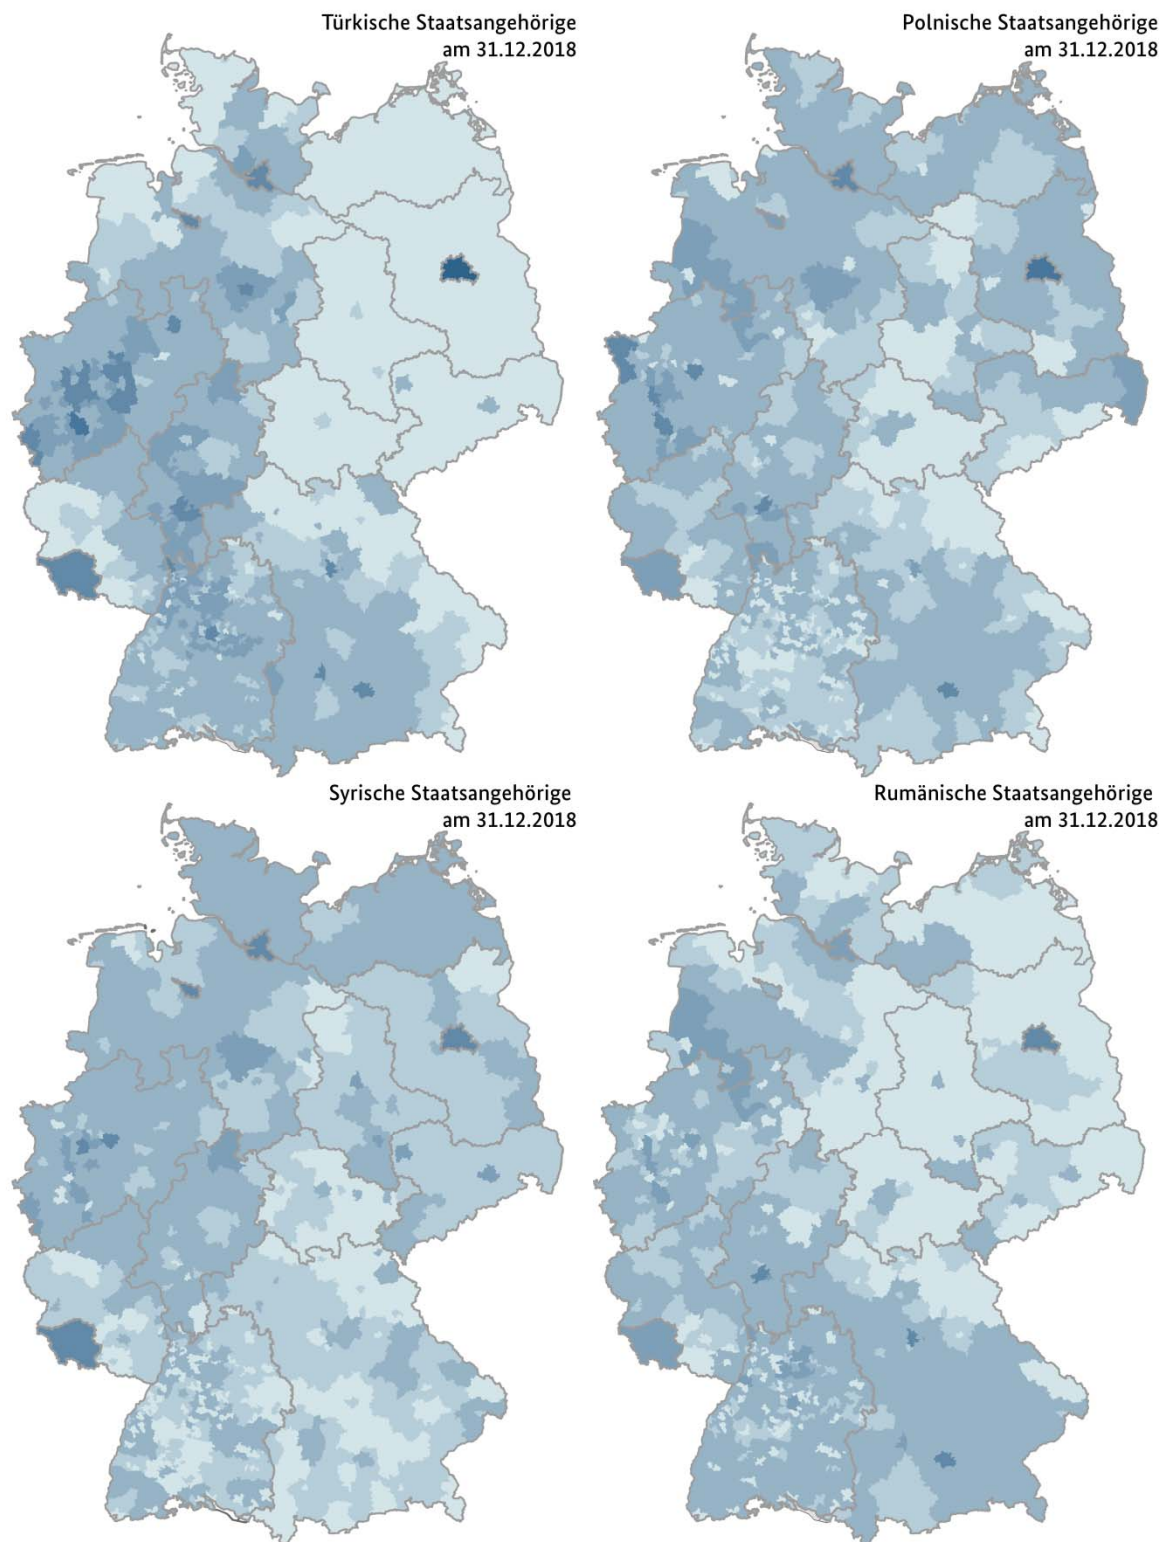 Türkische Staatsangehörige
am 31.12.2018
Polnische Staatsangehörige
am 31.12.2018
Syrische Staatsangehörige
am 31.12.2018
Rumänische Staatsangehörige
am 31.12.2018